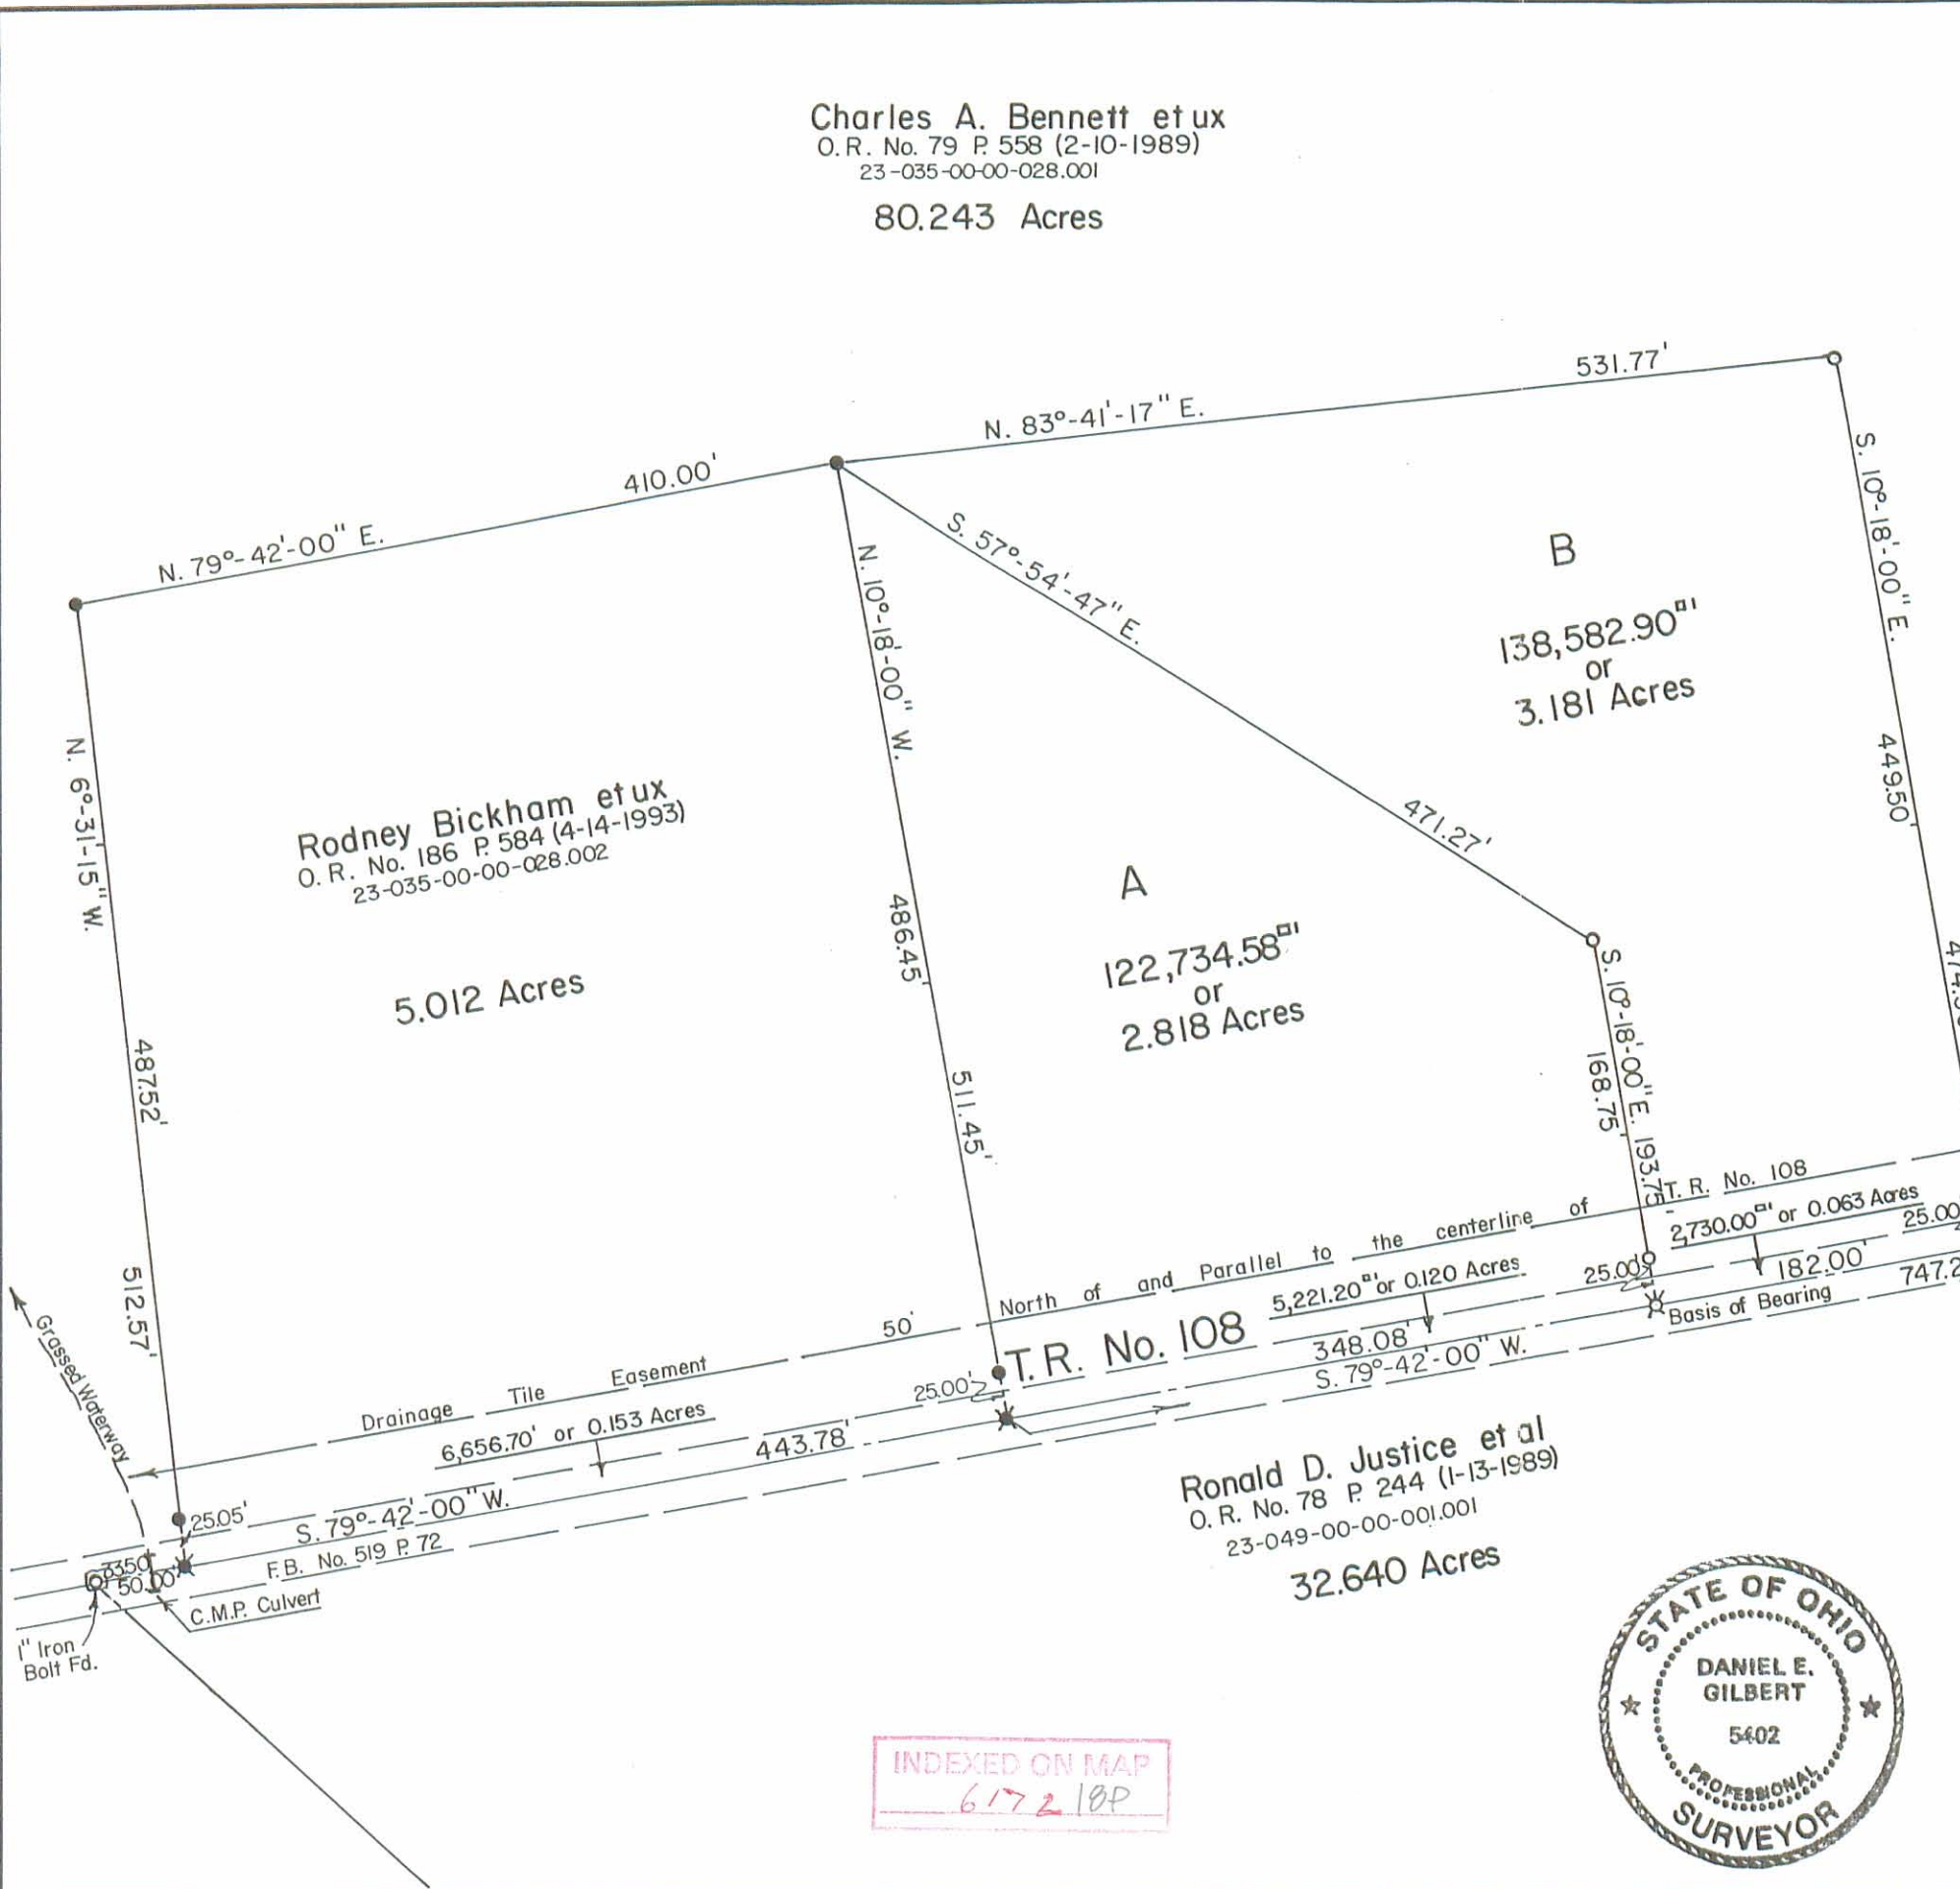 Charles A. Bennett et ux
O.R. No. 79 P. 558 (2-10-1989)
23-035-00-00-028.001
80.243 Acres
531.77'
N. 83°-41'-17" E.
410.00'
N. 79°-42'-00" E.
S. 10°-18'-00" E.
449.50'
S. 57°-54'-47" E.
471.27'
B
138,582.90□'
or
3.181 Acres
N. 10°-18'-00" W.
486.45'
511.45'
N. 6°-31'-15" W.
487.52'
512.57'
Rodney Bickham et ux
O.R. No. 186 P. 584 (4-14-1993)
23-035-00-00-028.002
5.012 Acres
A
122,734.58□'
or
2.818 Acres
S. 10°-18'-00" E. 193.75'
168.75'
Drainage Tile Easement 50' North of and Parallel to the centerline of T. R. No. 108
2,730.00□' or 0.063 Acres
25.00
182.00'
747.2
Basis of Bearing
25.00'
5,221.20□' or 0.120 Acres
T.R. No. 108
348.08'
S. 79°-42'-00" W.
25.00'
6,656.70' or 0.153 Acres
443.78'
S. 79°-42'-00" W.
25.05'
F.B. No. 519 P. 72
50.00'
C.M.P. Culvert
Grassed Waterway
1" Iron
Bolt Fd.
Ronald D. Justice et al
O.R. No. 78 P. 244 (1-13-1989)
23-049-00-00-001.001
32.640 Acres
INDEXED ON MAP
6172 18P
STATE OF OHIO
DANIEL E.
GILBERT
5402
PROFESSIONAL
SURVEYOR